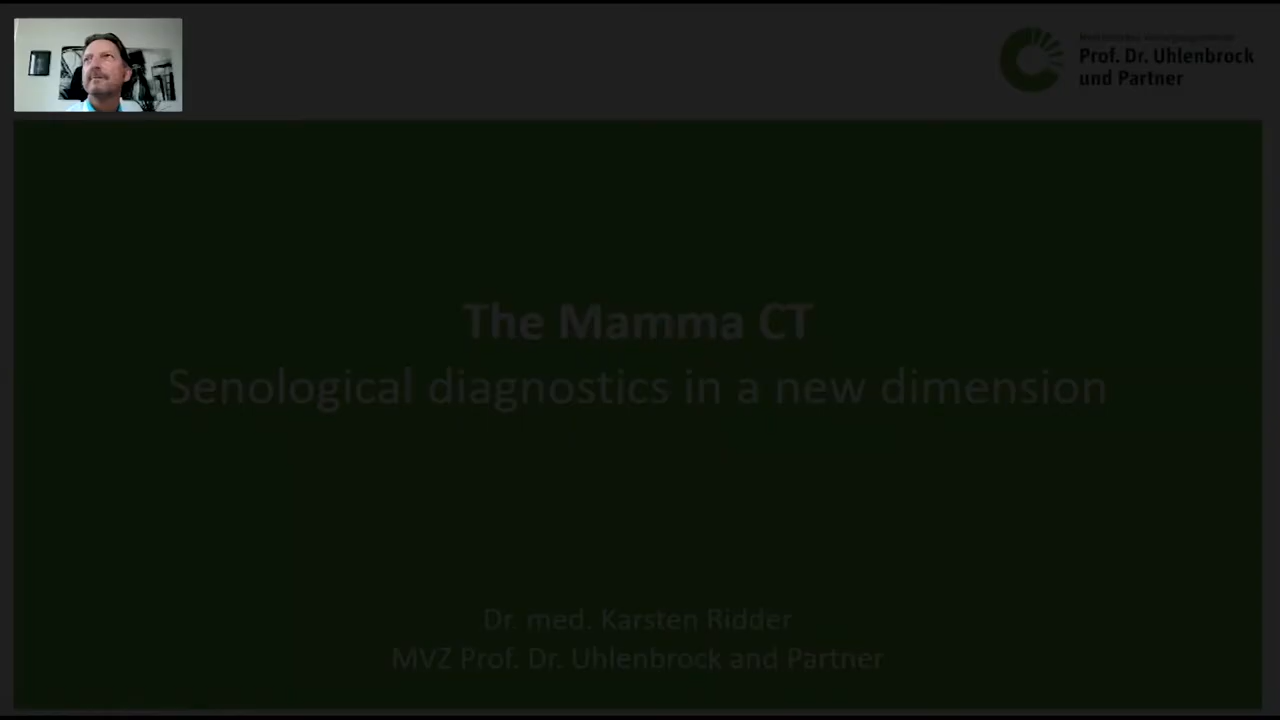 Prof. Dr. Uhlenbrock
und Partner
The Mamma CT
Senological diagnostics in a new dimension
Dr. med. Karsten Ridder
MVZ Prof. Dr. Uhlenbrock and Partner